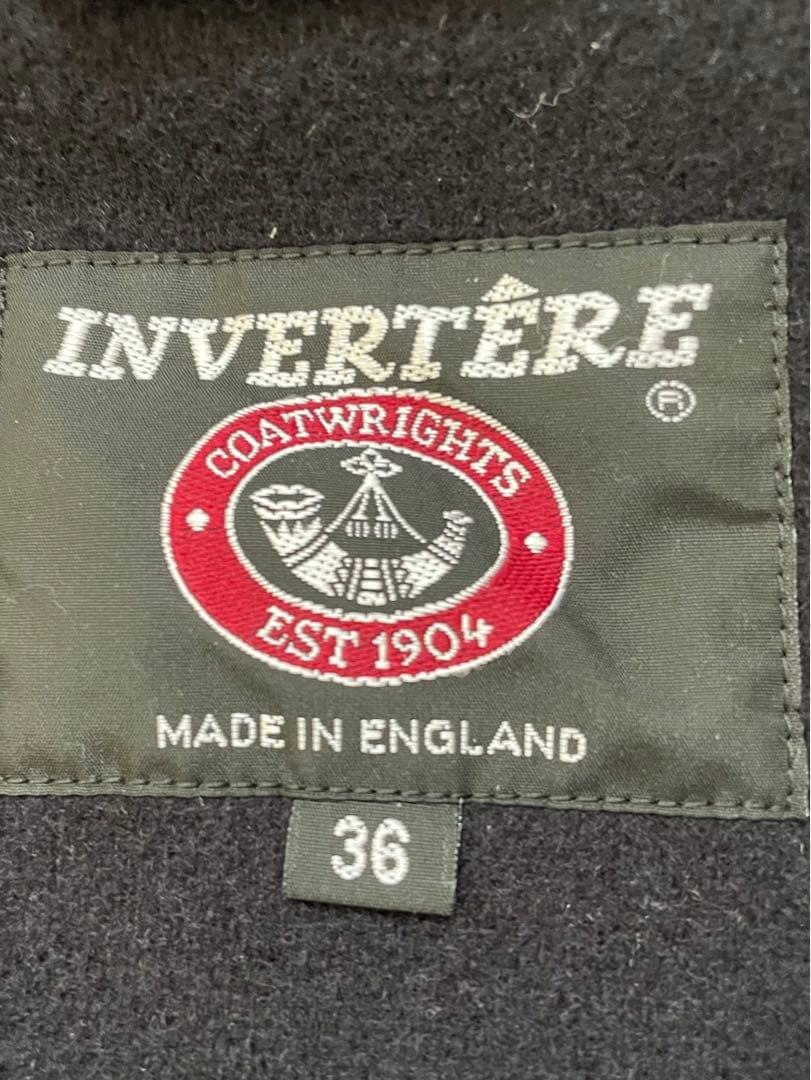 INVERTÊRE
®
COATWRIGHTS
EST 1904
MADE IN ENGLAND
36